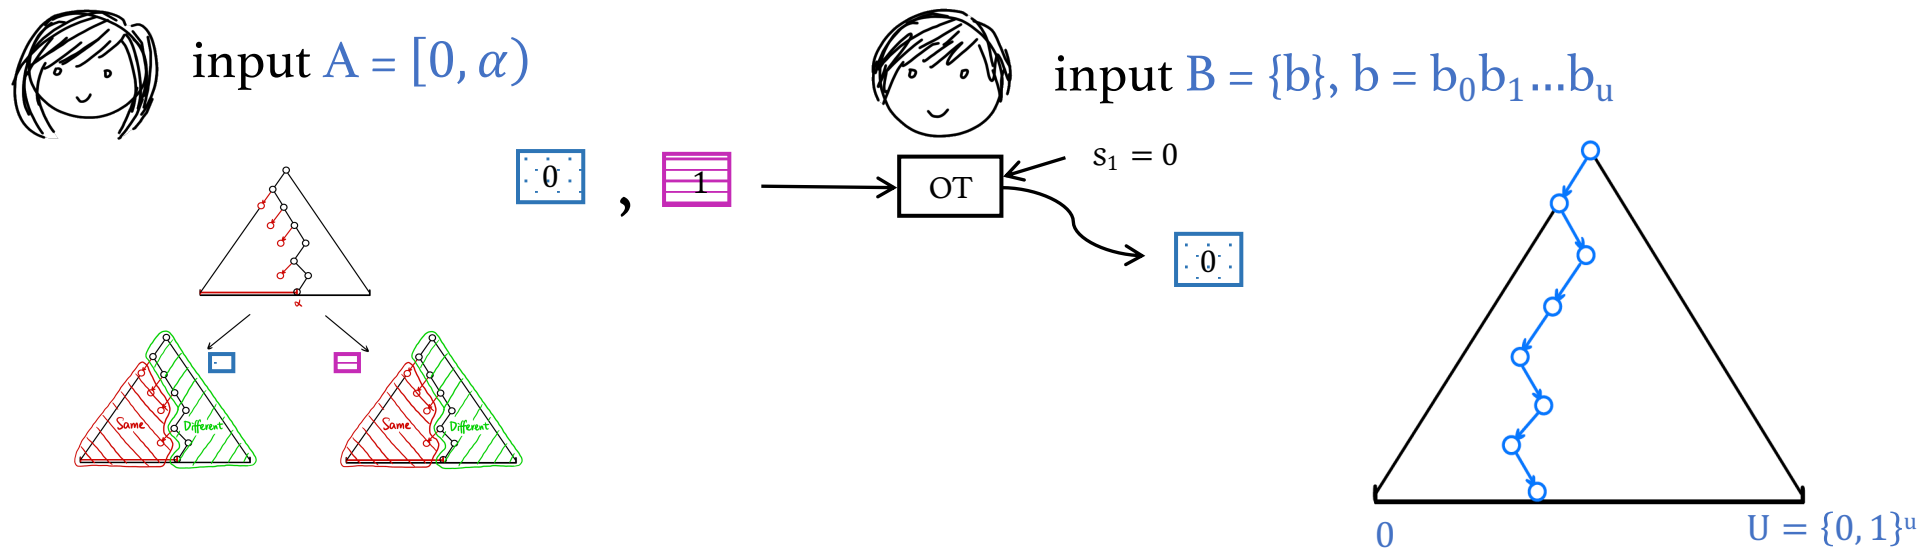 input A = [0, α)
input B = {b}, b = b₀b₁...bᵤ
0 , 1
OT
s₁ = 0
0
α
Same
Different
Same
Different
0
U = {0, 1}ᵘ